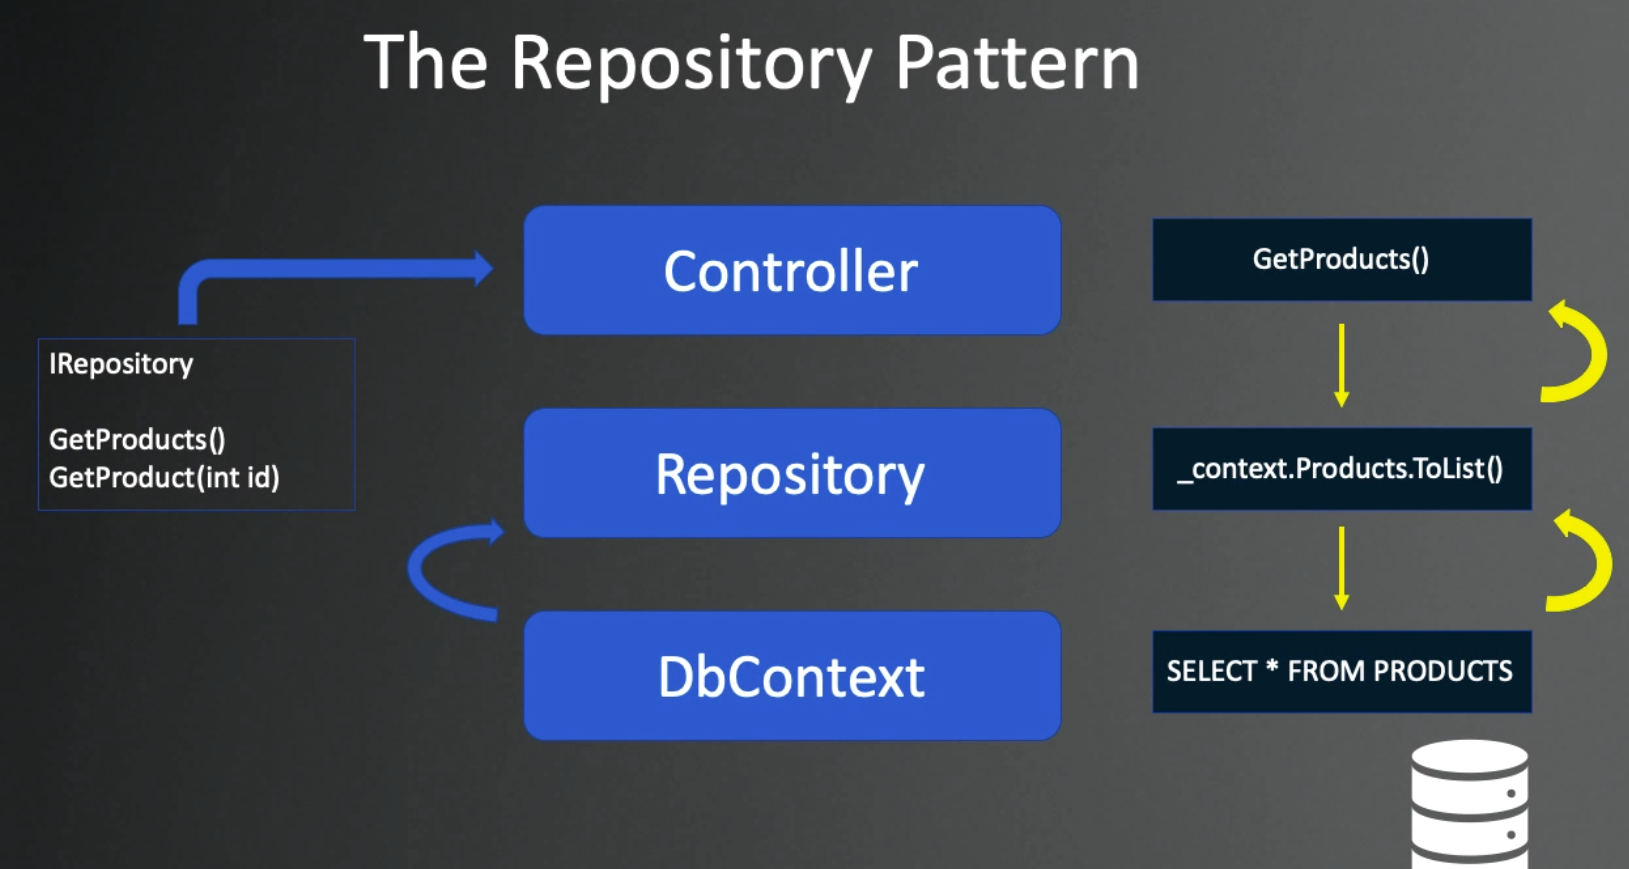 The Repository Pattern
Controller
GetProducts()
IRepository
GetProducts()
GetProduct(int id)
Repository
_context.Products.ToList()
DbContext
SELECT * FROM PRODUCTS